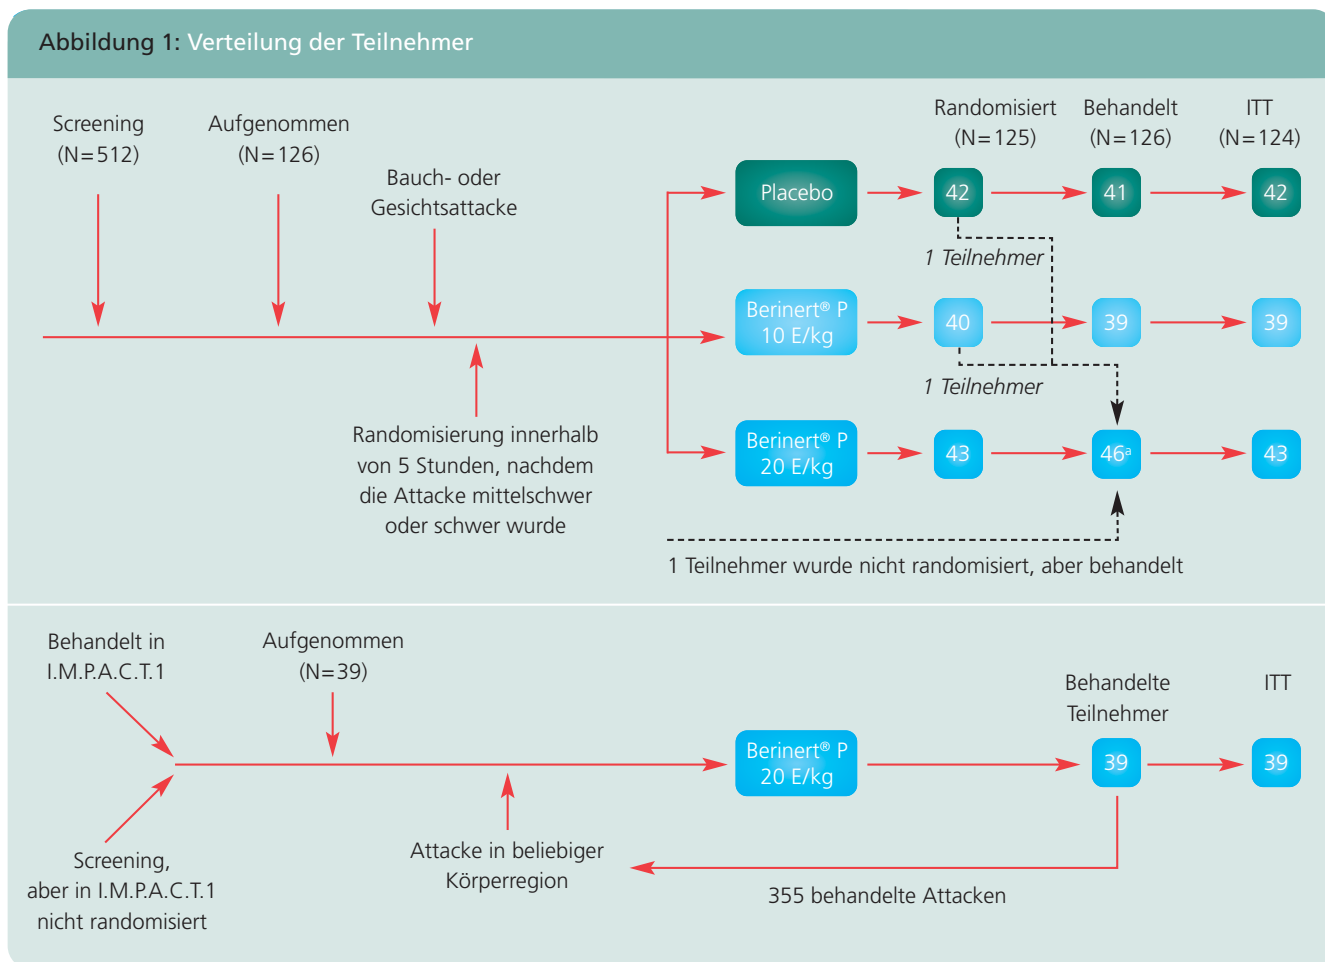 Abbildung 1: Verteilung der Teilnehmer
Screening
(N=512)
Aufgenommen
(N=126)
Bauch- oder
Gesichtsattacke
Randomisierung innerhalb
von 5 Stunden, nachdem
die Attacke mittelschwer
oder schwer wurde
Randomisiert
(N=125)
Behandelt
(N=126)
ITT
(N=124)
Placebo
42
41
42
1 Teilnehmer
Berinert® P
10 E/kg
40
39
39
1 Teilnehmer
Berinert® P
20 E/kg
43
46ª
43
1 Teilnehmer wurde nicht randomisiert, aber behandelt
Behandelt in
I.M.P.A.C.T.1
Aufgenommen
(N=39)
Screening,
aber in I.M.P.A.C.T.1
nicht randomisiert
Attacke in beliebiger
Körperregion
Berinert® P
20 E/kg
Behandelte
Teilnehmer
39
ITT
39
355 behandelte Attacken